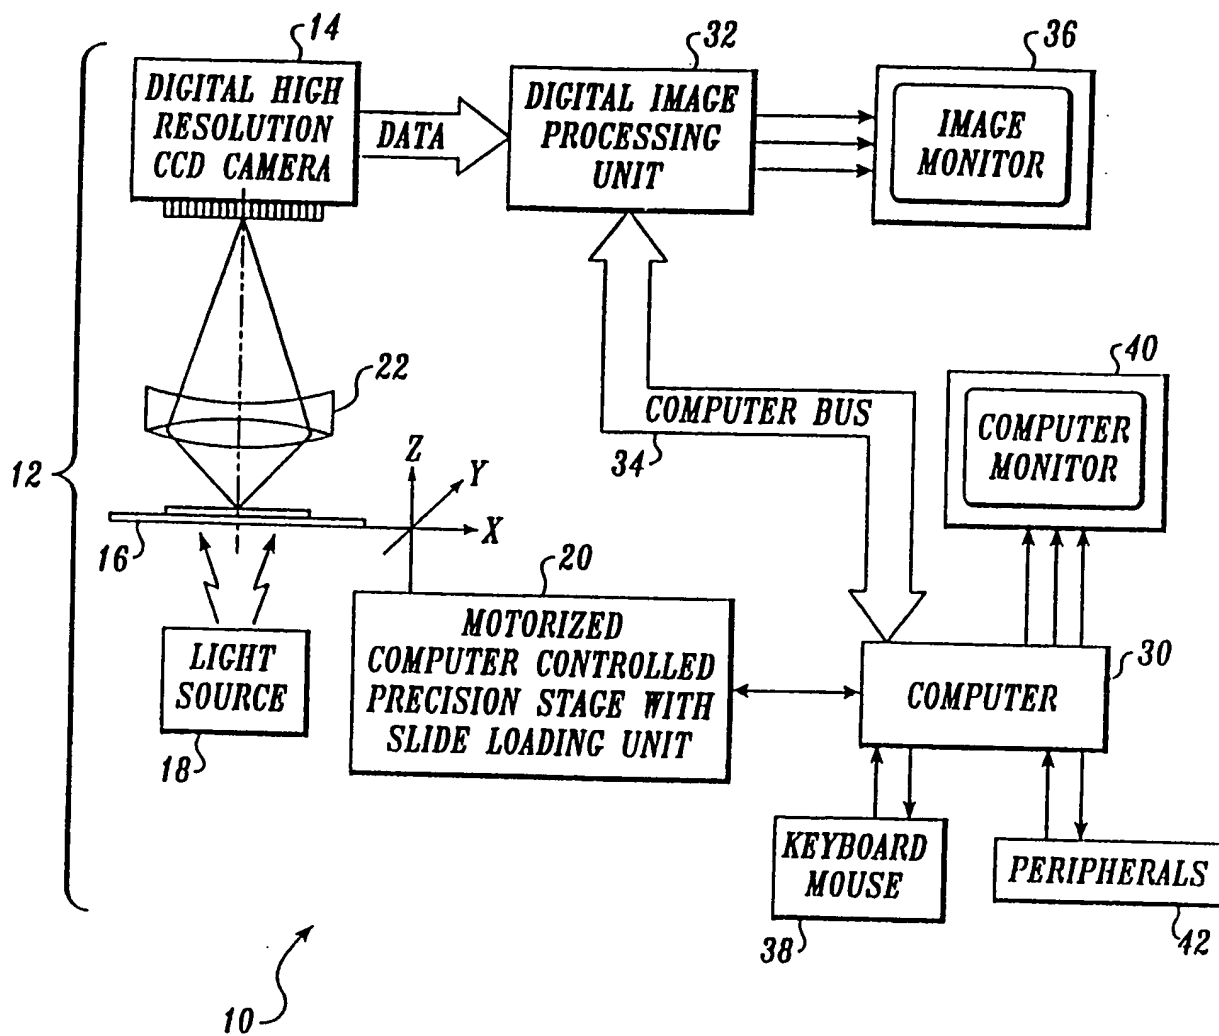 14
DIGITAL HIGH
RESOLUTION
CCD CAMERA
DATA
32
DIGITAL IMAGE
PROCESSING
UNIT
36
IMAGE
MONITOR
22
12
Z
Y
X
16
COMPUTER BUS
34
40
COMPUTER
MONITOR
20
MOTORIZED
COMPUTER CONTROLLED
PRECISION STAGE WITH
SLIDE LOADING UNIT
LIGHT
SOURCE
18
30
COMPUTER
KEYBOARD
MOUSE
38
PERIPHERALS
42
10